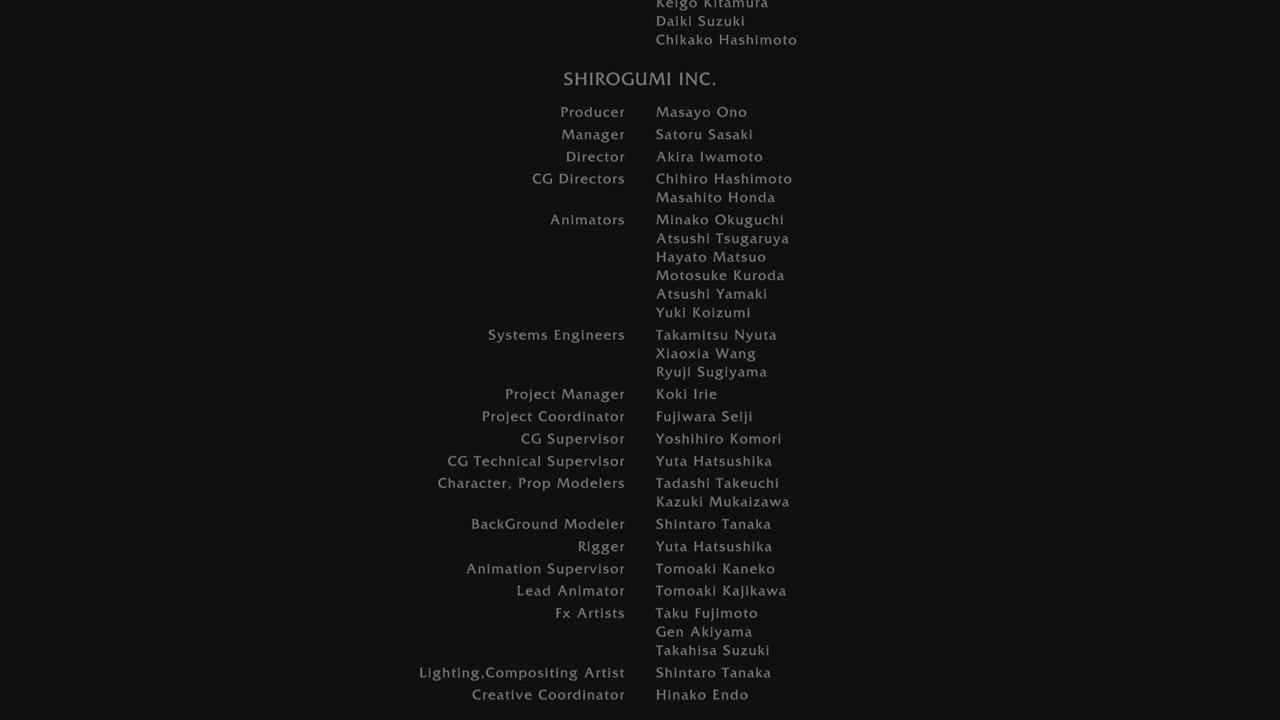 Keigo Kitamura
Daiki Suzuki
Chikako Hashimoto
SHIROGUMI INC.
Producer Masayo Ono
Manager Satoru Sasaki
Director Akira Iwamoto
CG Directors Chihiro Hashimoto
Masahito Honda
Animators Minako Okuguchi
Atsushi Tsugaruya
Hayato Matsuo
Motosuke Kuroda
Atsushi Yamaki
Yuki Koizumi
Systems Engineers Takamitsu Nyuta
Xiaoxia Wang
Ryuji Sugiyama
Project Manager Koki Irie
Project Coordinator Fujiwara Seiji
CG Supervisor Yoshihiro Komori
CG Technical Supervisor Yuta Hatsushika
Character, Prop Modelers Tadashi Takeuchi
Kazuki Mukaizawa
BackGround Modeler Shintaro Tanaka
Rigger Yuta Hatsushika
Animation Supervisor Tomoaki Kaneko
Lead Animator Tomoaki Kajikawa
Fx Artists Taku Fujimoto
Gen Akiyama
Takahisa Suzuki
Lighting,Compositing Artist Shintaro Tanaka
Creative Coordinator Hinako Endo